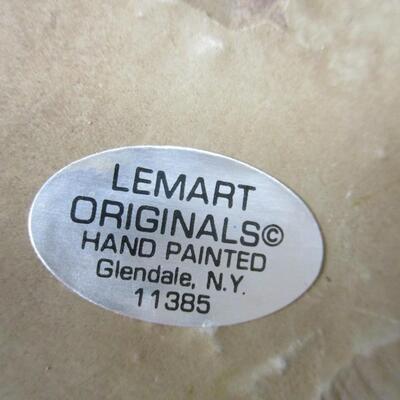 LEMART
ORIGINALS©
HAND PAINTED
Glendale, N.Y.
11385